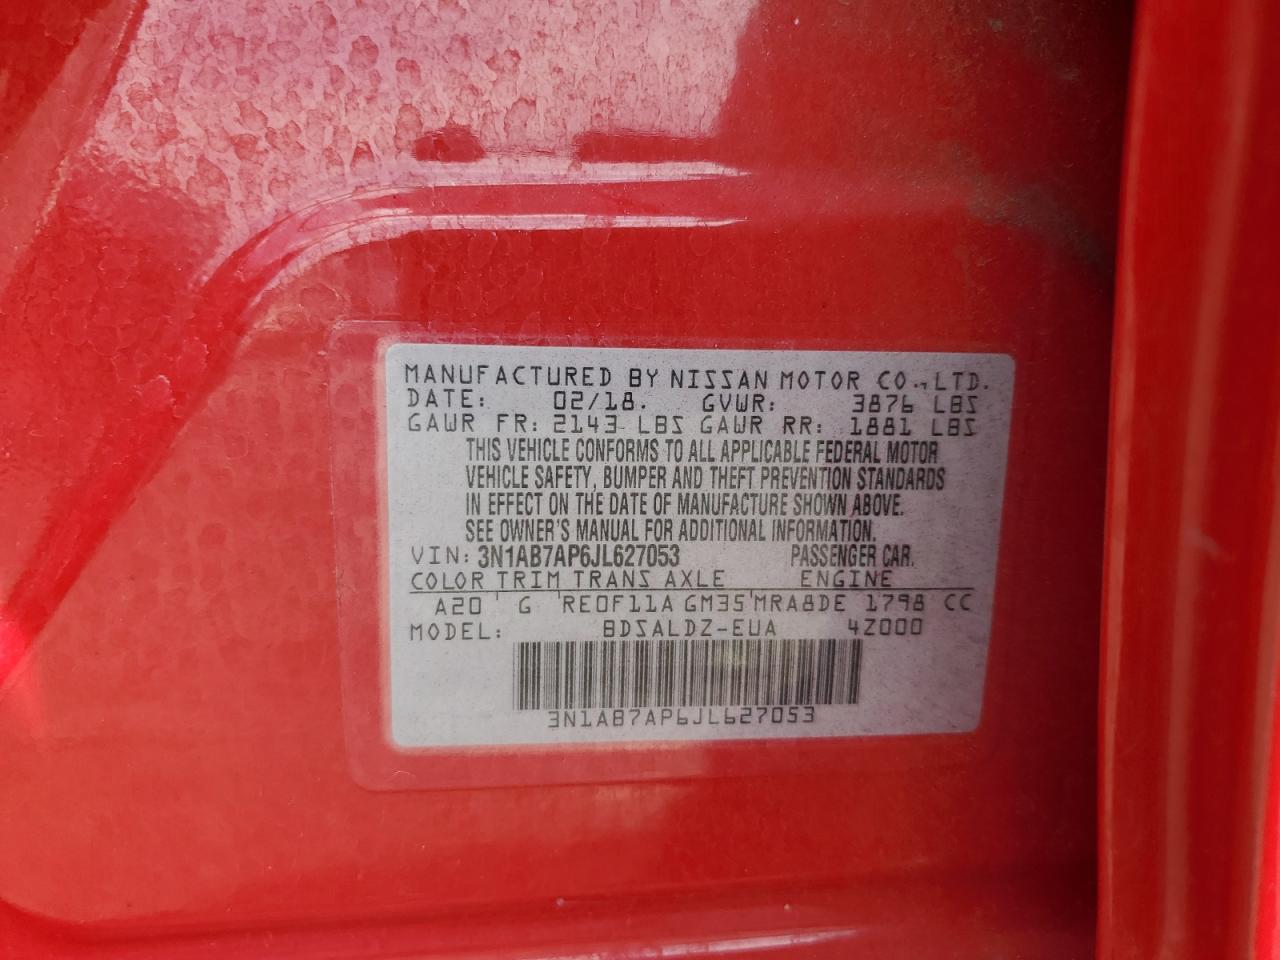 MANUFACTURED BY NISSAN MOTOR CO., LTD.
DATE: 02/18. GVWR: 3876 LBS
GAWR FR: 2143 LBS GAWR RR: 1881 LBS
THIS VEHICLE CONFORMS TO ALL APPLICABLE FEDERAL MOTOR
VEHICLE SAFETY, BUMPER AND THEFT PREVENTION STANDARDS
IN EFFECT ON THE DATE OF MANUFACTURE SHOWN ABOVE.
SEE OWNER'S MANUAL FOR ADDITIONAL INFORMATION.
VIN: 3N1AB7AP6JL627053 PASSENGER CAR.
COLOR TRIM TRANS AXLE ENGINE
A20 G RE0F11A GM35 MRA8DE 1798 CC
MODEL: BDSALDZ-EUA 4Z000
3N1AB7AP6JL627053